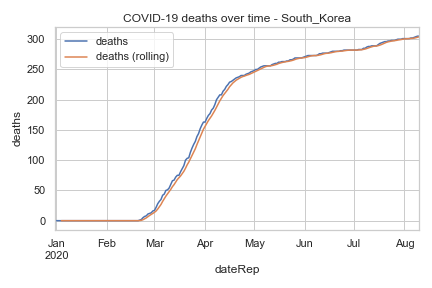 COVID-19 deaths over time - South_Korea
deaths
deaths (rolling)
300
250
200
150
100
50
0
deaths
Jan Feb Mar Apr May Jun Jul Aug
2020
dateRep